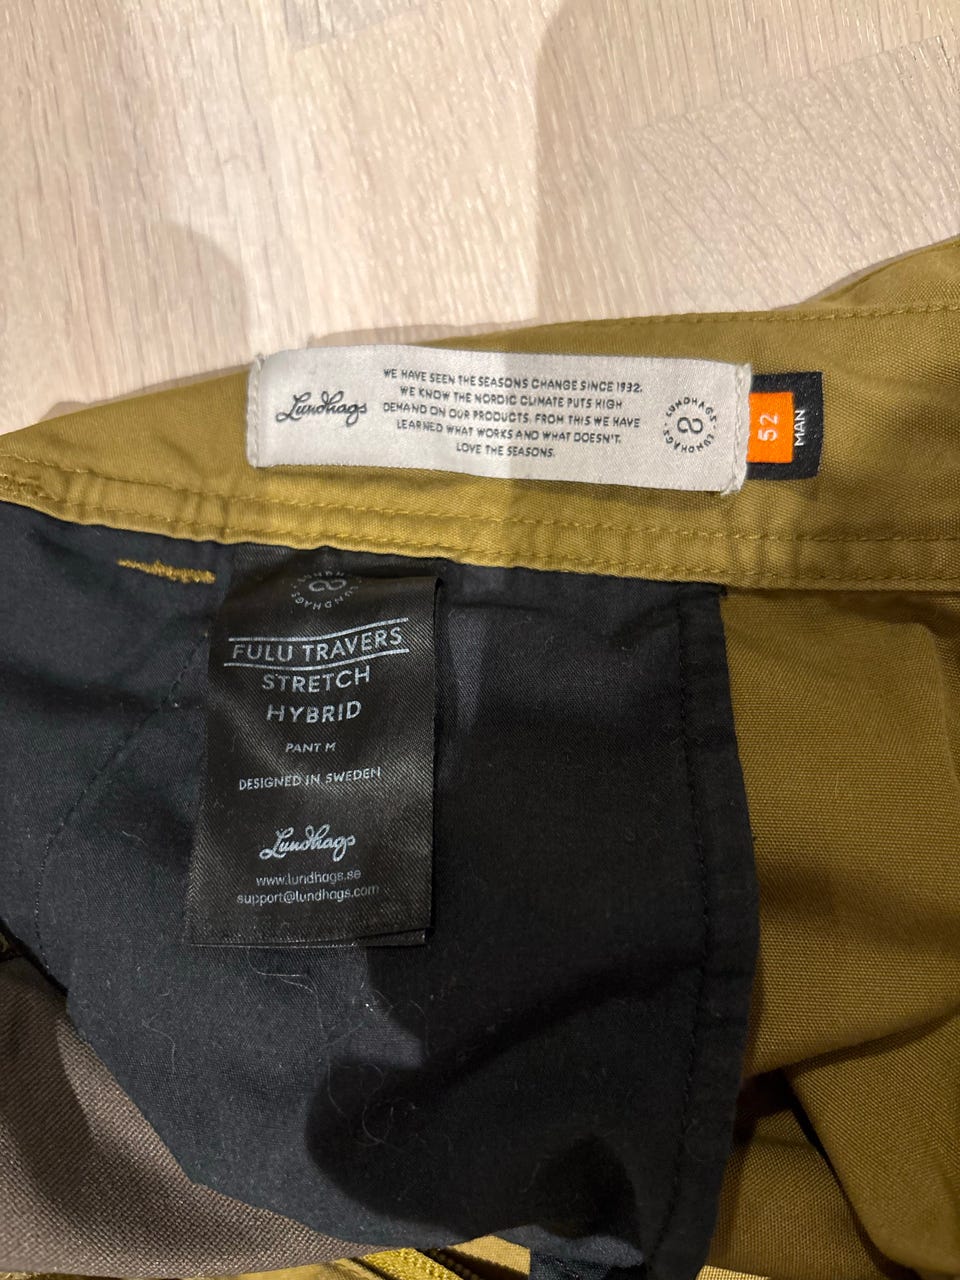 Lundhags
WE HAVE SEEN THE SEASONS CHANGE SINCE 1932.
WE KNOW THE NORDIC CLIMATE PUTS HIGH
DEMAND ON OUR PRODUCTS. FROM THIS WE HAVE
LEARNED WHAT WORKS AND WHAT DOESN'T.
LOVE THE SEASONS.
LUNDHAGS · LUNDHAGS ·
52
MAN
LUNDHAGS
FULU TRAVERS
STRETCH
HYBRID
PANT M
DESIGNED IN SWEDEN
Lundhags
www.lundhags.se
support@lundhags.com